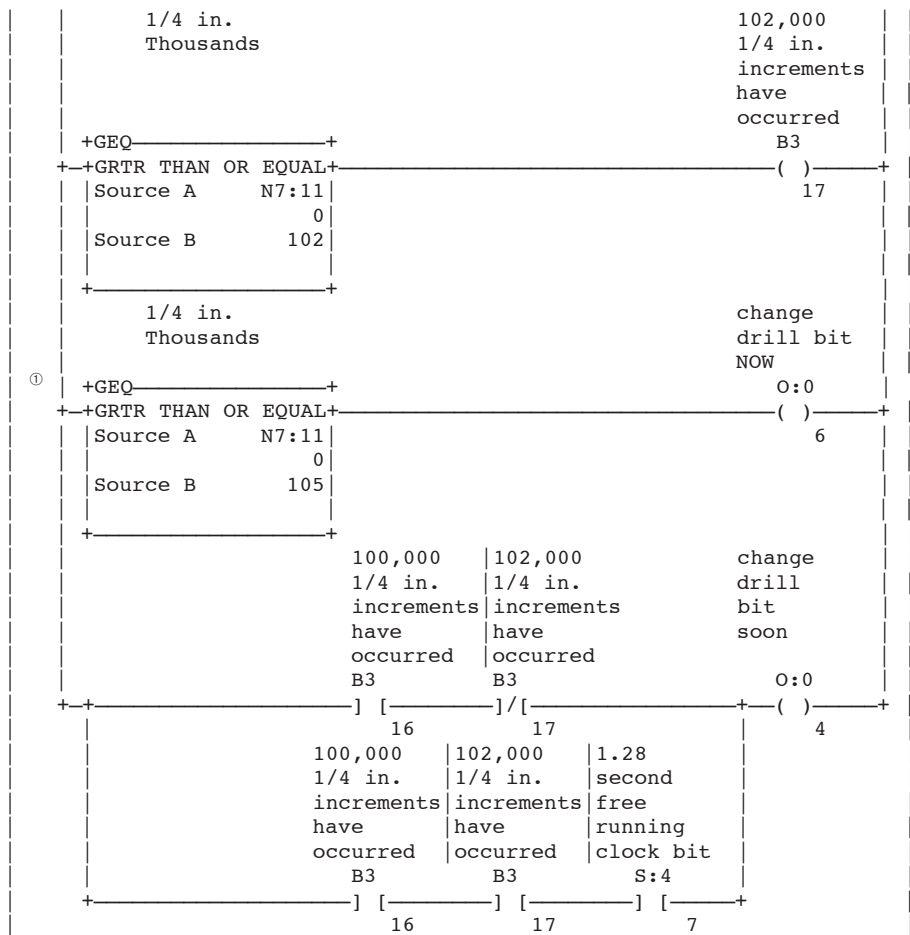 1/4 in. 102,000
Thousands 1/4 in.
increments
have
occurred
GEQ B3
GRTR THAN OR EQUAL ( )
Source A N7:11 17
0
Source B 102
1/4 in. change
Thousands drill bit
NOW
① GEQ O:0
GRTR THAN OR EQUAL ( )
Source A N7:11 6
0
Source B 105
100,000 102,000 change
1/4 in. 1/4 in. drill
increments increments bit
have have soon
occurred occurred
B3 B3 O:0
] [ ]/[ ( )
16 17 4
100,000 102,000 1.28
1/4 in. 1/4 in. second
increments increments free
have have running
occurred occurred clock bit
B3 B3 S:4
] [ ] [ ] [
16 17 7